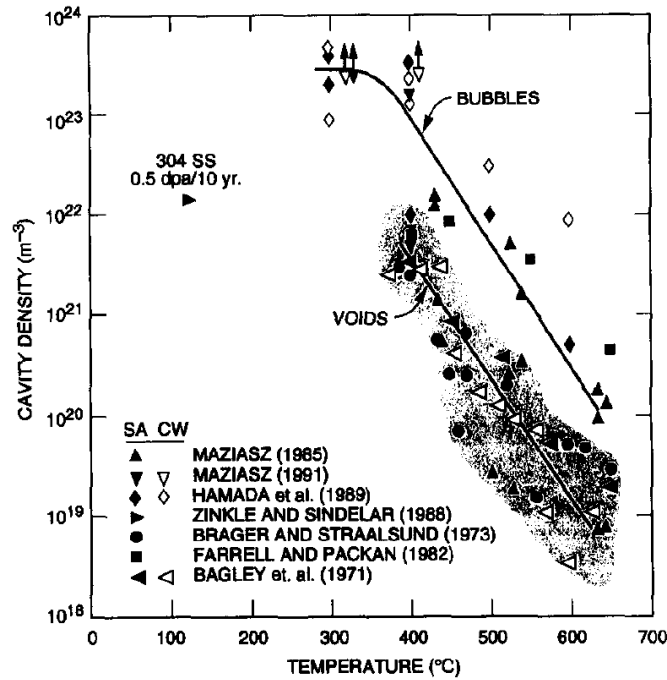 10^24
10^23
10^22
10^21
10^20
10^19
10^18
CAVITY DENSITY (m^-3)
BUBBLES
304 SS
0.5 dpa/10 yr.
VOIDS
SA CW
MAZIASZ (1985)
MAZIASZ (1991)
HAMADA et al. (1989)
ZINKLE AND SINDELAR (1988)
BRAGER AND STRAALSUND (1973)
FARRELL AND PACKAN (1982)
BAGLEY et. al (1971)
0 100 200 300 400 500 600 700
TEMPERATURE (°C)